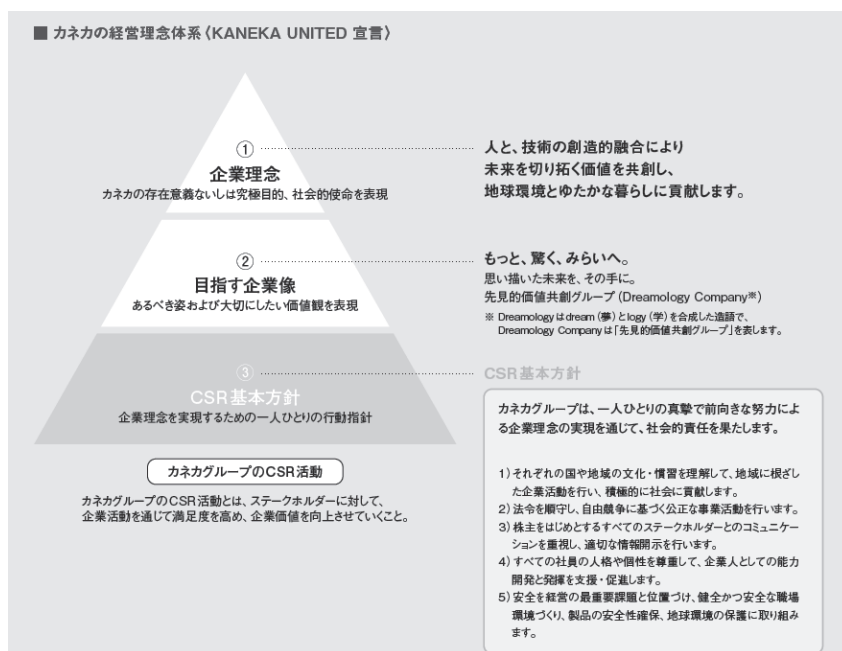 ■ カネカの経営理念体系〈KANEKA UNITED 宣言〉
①
企業理念
カネカの存在意義ないしは究極目的、社会的使命を表現
人と、技術の創造的融合により
未来を切り拓く価値を共創し、
地球環境とゆたかな暮らしに貢献します。
②
目指す企業像
あるべき姿および大切にしたい価値観を表現
もっと、驚く、みらいへ。
思い描いた未来を、その手に。
先見的価値共創グループ(Dreamology Company※)
※ Dreamologyはdream(夢)とlogy(学)を合成した造語で、
Dreamology Companyは「先見的価値共創グループ」を表します。
③
CSR基本方針
企業理念を実現するための一人ひとりの行動指針
カネカグループのCSR活動
カネカグループのCSR活動とは、ステークホルダーに対して、
企業活動を通じて満足度を高め、企業価値を向上させていくこと。
CSR基本方針
カネカグループは、一人ひとりの真摯で前向きな努力によ
る企業理念の実現を通じて、社会的責任を果たします。
1)それぞれの国や地域の文化・慣習を理解して、地域に根ざし
た企業活動を行い、積極的に社会に貢献します。
2)法令を順守し、自由競争に基づく公正な事業活動を行います。
3)株主をはじめとするすべてのステークホルダーとのコミュニケー
ションを重視し、適切な情報開示を行います。
4)すべての社員の人格や個性を尊重して、企業人としての能力
開発と発揮を支援・促進します。
5)安全を経営の最重要課題と位置づけ、健全かつ安全な職場
環境づくり、製品の安全性確保、地球環境の保護に取り組み
ます。